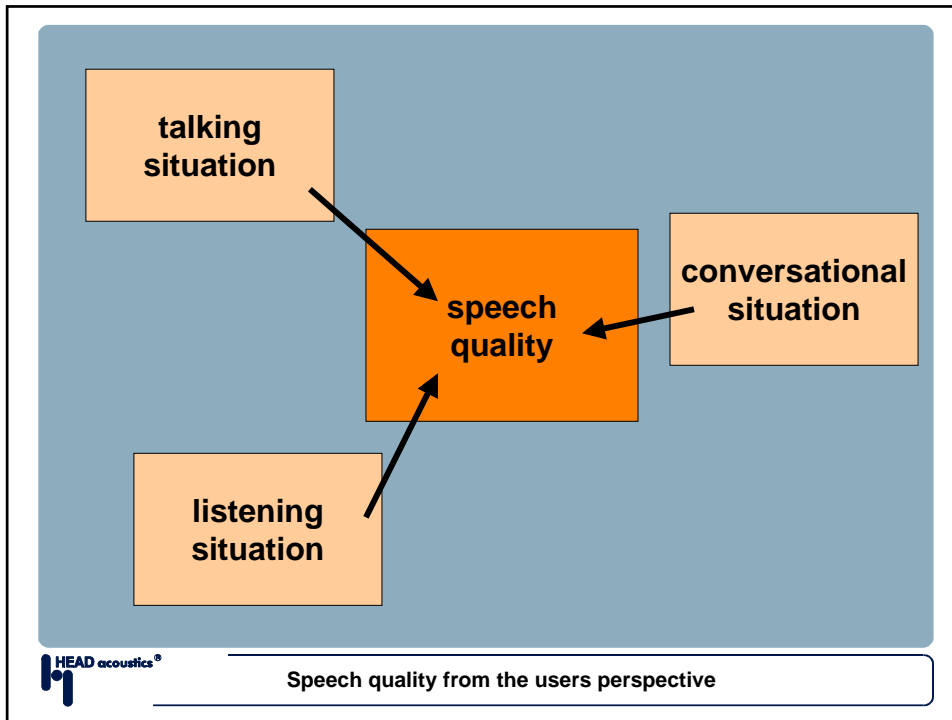 talking
situation
speech
quality
conversational
situation
listening
situation
HEAD acoustics®
Speech quality from the users perspective